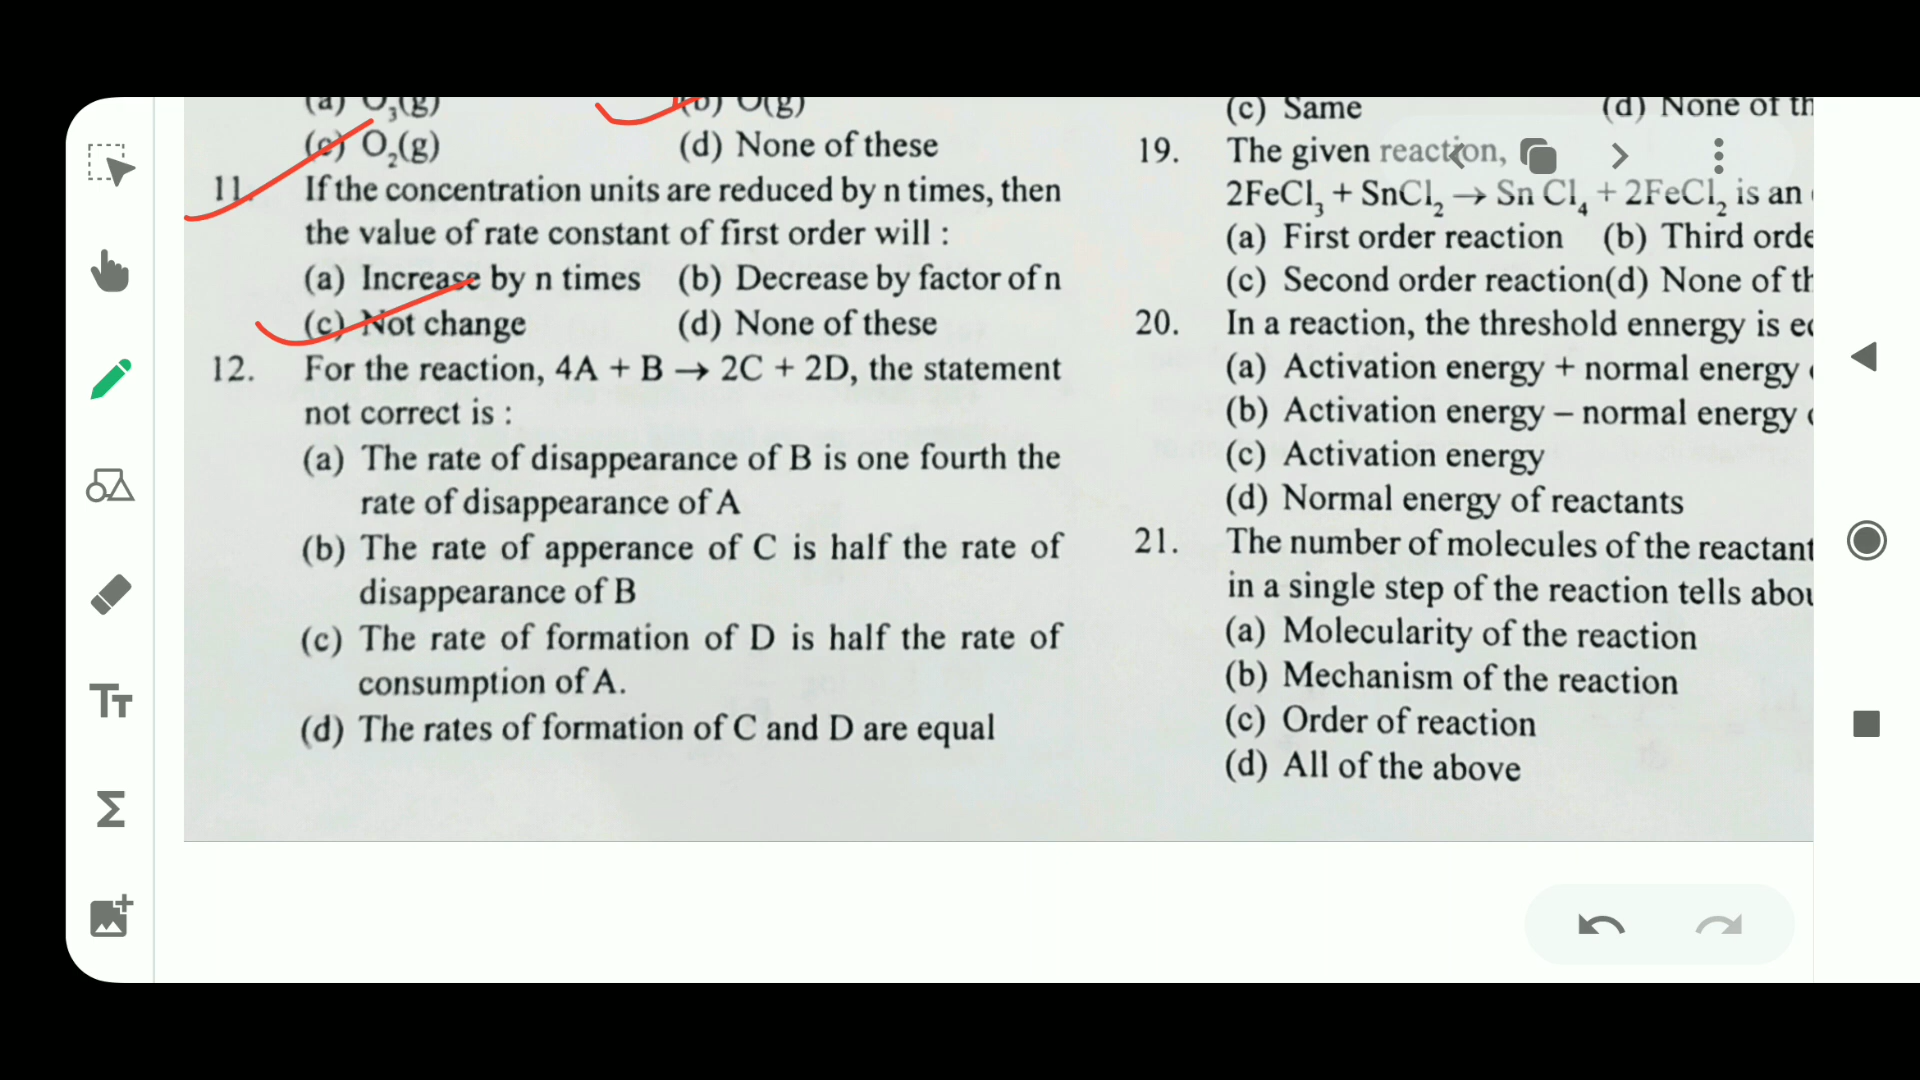 (a) O₃(g) (b) O(g)
(c) O₂(g) (d) None of these
11. If the concentration units are reduced by n times, then
the value of rate constant of first order will :
(a) Increase by n times (b) Decrease by factor of n
(c) Not change (d) None of these
12. For the reaction, 4A + B → 2C + 2D, the statement
not correct is :
(a) The rate of disappearance of B is one fourth the
rate of disappearance of A
(b) The rate of apperance of C is half the rate of
disappearance of B
(c) The rate of formation of D is half the rate of
consumption of A.
(d) The rates of formation of C and D are equal
(c) Same (d) None of th
19. The given reaction,
2FeCl₃ + SnCl₂ → Sn Cl₄ + 2FeCl₂ is an
(a) First order reaction (b) Third orde
(c) Second order reaction(d) None of th
20. In a reaction, the threshold ennergy is
(a) Activation energy + normal energy
(b) Activation energy – normal energy
(c) Activation energy
(d) Normal energy of reactants
21. The number of molecules of the reactant
in a single step of the reaction tells abou
(a) Molecularity of the reaction
(b) Mechanism of the reaction
(c) Order of reaction
(d) All of the above
Tт
Σ